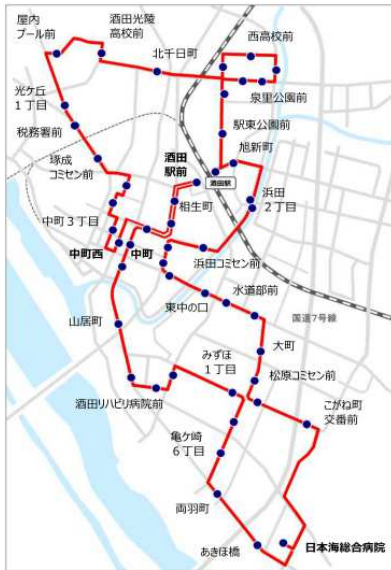 屋内
プール前
酒田光陵
高校前
北千日町
西高校前
光ケ丘
１丁目
泉里公園前
税務署前
駅東公園前
旭新町
琢成
コミセン前
酒田
駅前
酒田駅
相生町
浜田
２丁目
中町３丁目
中町西
中町
浜田コミセン前
水道部前
東中の口
国道7号線
山居町
大町
みずほ
１丁目
松原コミセン前
酒田リハビリ病院前
こがね町
交番前
亀ケ崎
６丁目
両羽町
あきほ橋
日本海総合病院